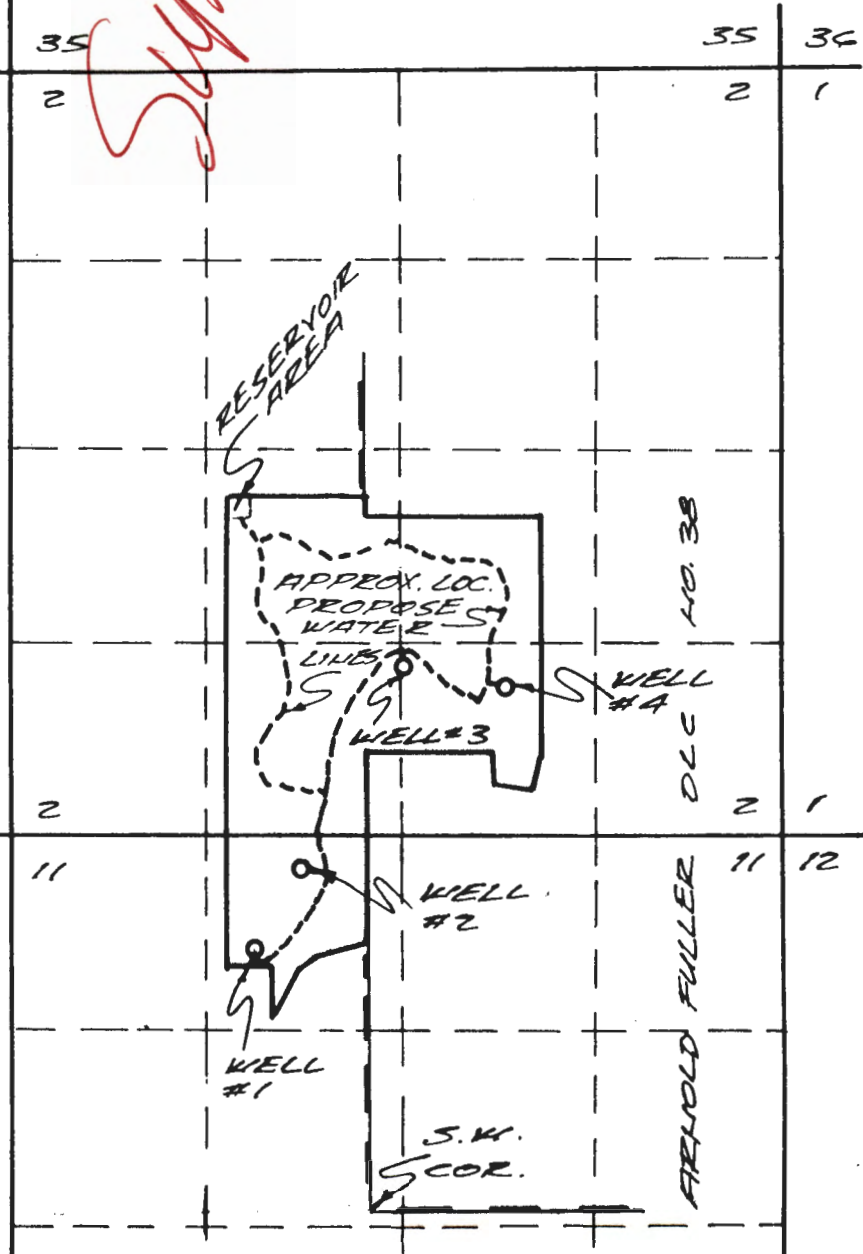 35
35 36
2
2 1
RESERVOIR
AREA
APPROX. LOC.
PROPOSE
WATER
LINES
WELL
#4
WELL #3
ARNOLD FULLER DLC NO. 38
2
2 1
11
11 12
WELL
#2
WELL
#1
S.W.
COR.